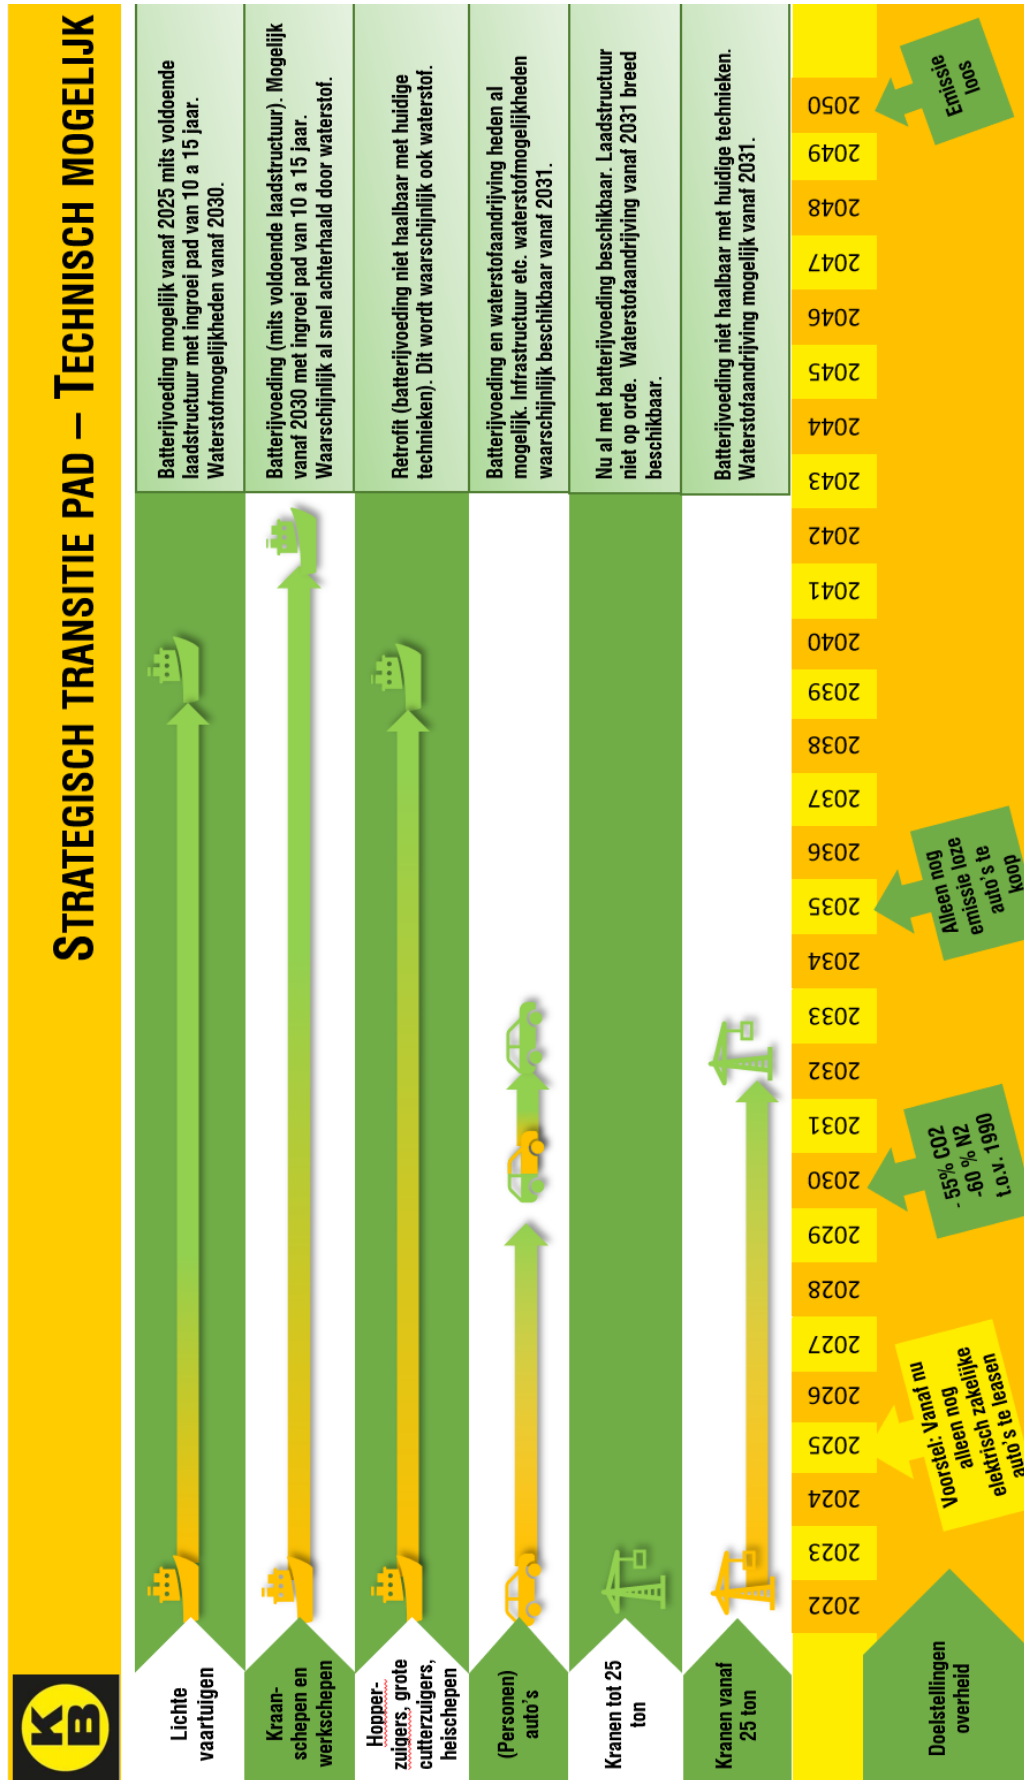 KB
STRATEGISCH TRANSITIE PAD – TECHNISCH MOGELIJK
Lichte
vaartuigen
Batterijvoeding mogelijk vanaf 2025 mits voldoende
laadstructuur met ingroei pad van 10 a 15 jaar.
Waterstofmogelijkheden vanaf 2030.
Kraan-
schepen en
werkschepen
Batterijvoeding (mits voldoende laadstructuur). Mogelijk
vanaf 2030 met ingroei pad van 10 a 15 jaar.
Waarschijnlijk al snel achterhaald door waterstof.
Hopper-
zuigers, grote
cutterzuigers,
heischepen
Retrofit (batterijvoeding niet haalbaar met huidige
technieken). Dit wordt waarschijnlijk ook waterstof.
(Personen)
auto's
Batterijvoeding en waterstofaandrijving heden al
mogelijk. Infrastructuur etc. waterstofmogelijkheden
waarschijnlijk beschikbaar vanaf 2031.
Kranen tot 25
ton
Nu al met batterijvoeding beschikbaar. Laadstructuur
niet op orde. Waterstofaandrijving vanaf 2031 breed
beschikbaar.
Kranen vanaf
25 ton
Batterijvoeding niet haalbaar met huidige technieken.
Waterstofaandrijving mogelijk vanaf 2031.
2022 2023 2024 2025 2026 2027 2028 2029 2030 2031 2032 2033 2034 2035 2036 2037 2038 2039 2040 2041 2042 2043 2044 2045 2046 2047 2048 2049 2050
Doelstellingen
overheid
Voorstel: Vanaf nu
alleen nog
elektrisch zakelijke
auto's te leasen
- 55% CO2
-60 % N2
t.o.v. 1990
Alleen nog
emissie loze
auto's te
koop
Emissie
loos